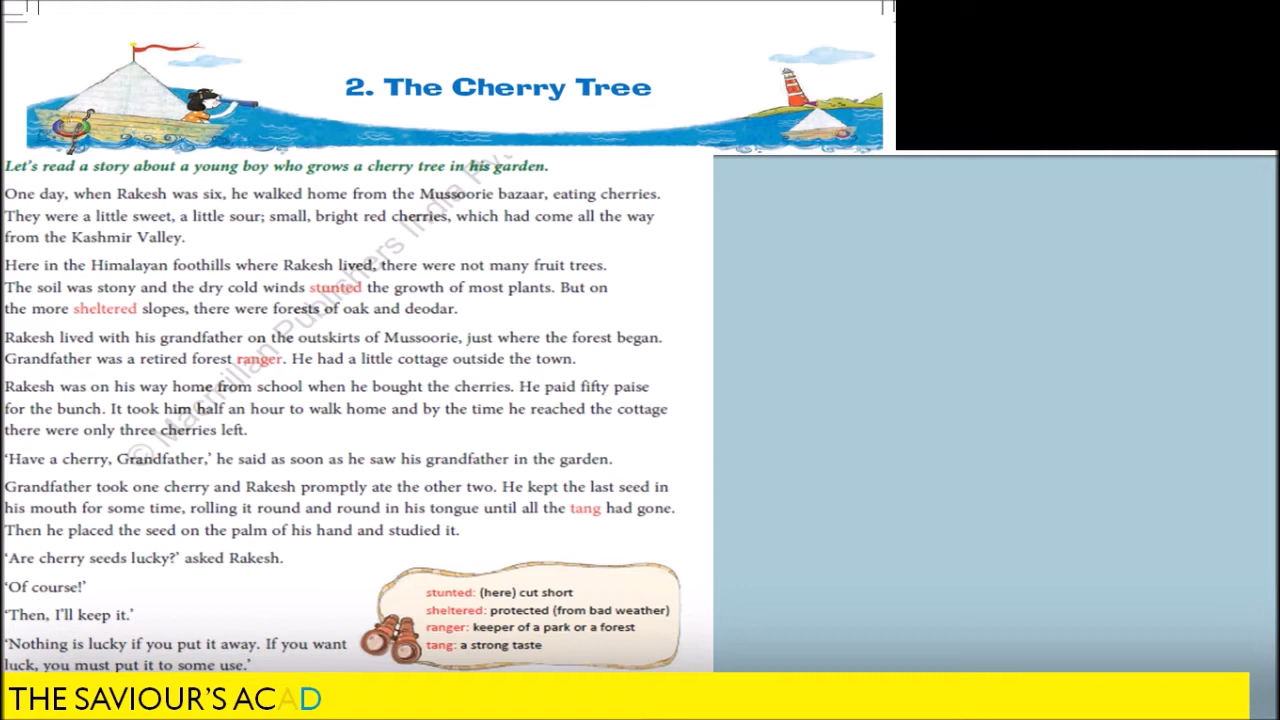 2. The Cherry Tree
Let's read a story about a young boy who grows a cherry tree in his garden.
One day, when Rakesh was six, he walked home from the Mussoorie bazaar, eating cherries.
They were a little sweet, a little sour; small, bright red cherries, which had come all the way
from the Kashmir Valley.
Here in the Himalayan foothills where Rakesh lived, there were not many fruit trees.
The soil was stony and the dry cold winds stunted the growth of most plants. But on
the more sheltered slopes, there were forests of oak and deodar.
Rakesh lived with his grandfather on the outskirts of Mussoorie, just where the forest began.
Grandfather was a retired forest ranger. He had a little cottage outside the town.
Rakesh was on his way home from school when he bought the cherries. He paid fifty paise
for the bunch. It took him half an hour to walk home and by the time he reached the cottage
there were only three cherries left.
'Have a cherry, Grandfather,' he said as soon as he saw his grandfather in the garden.
Grandfather took one cherry and Rakesh promptly ate the other two. He kept the last seed in
his mouth for some time, rolling it round and round in his tongue until all the tang had gone.
Then he placed the seed on the palm of his hand and studied it.
'Are cherry seeds lucky?' asked Rakesh.
'Of course!'
'Then, I'll keep it.'
'Nothing is lucky if you put it away. If you want
luck, you must put it to some use.'
stunted: (here) cut short
sheltered: protected (from bad weather)
ranger: keeper of a park or a forest
tang: a strong taste
© Macmillan Publishers India
THE SAVIOUR'S ACAD